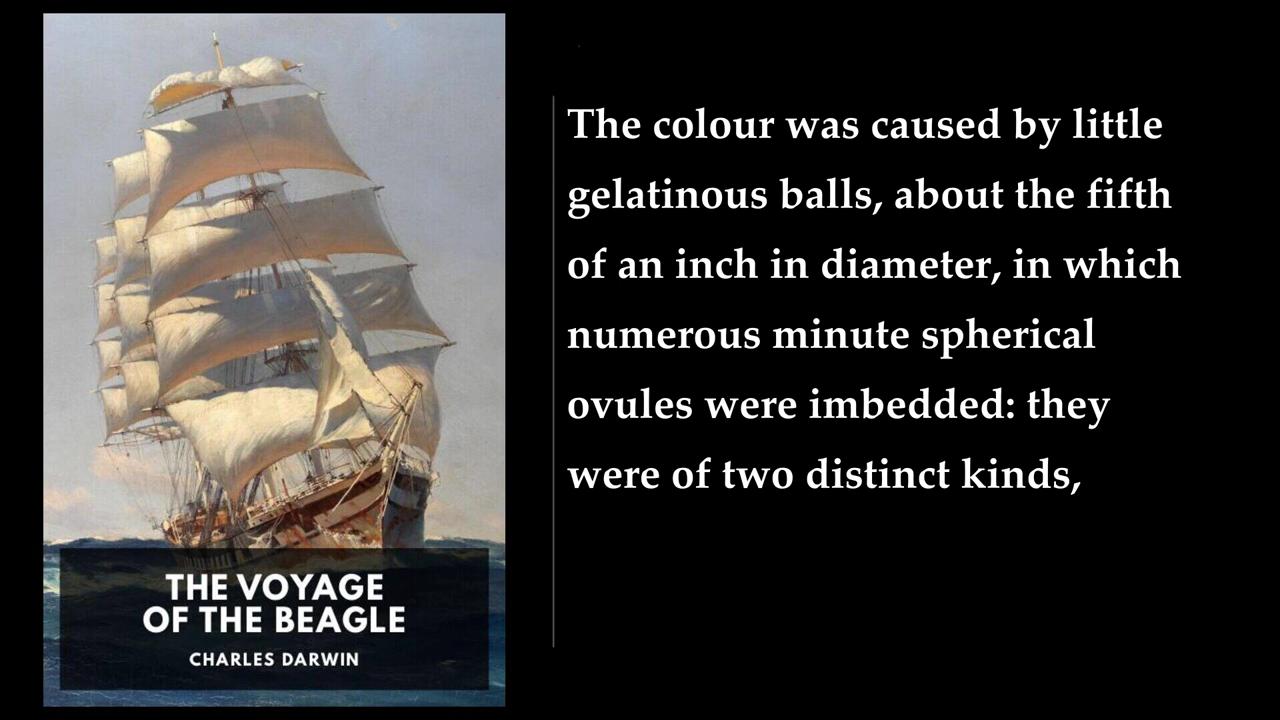 THE VOYAGE
OF THE BEAGLE
CHARLES DARWIN
The colour was caused by little
gelatinous balls, about the fifth
of an inch in diameter, in which
numerous minute spherical
ovules were imbedded: they
were of two distinct kinds,